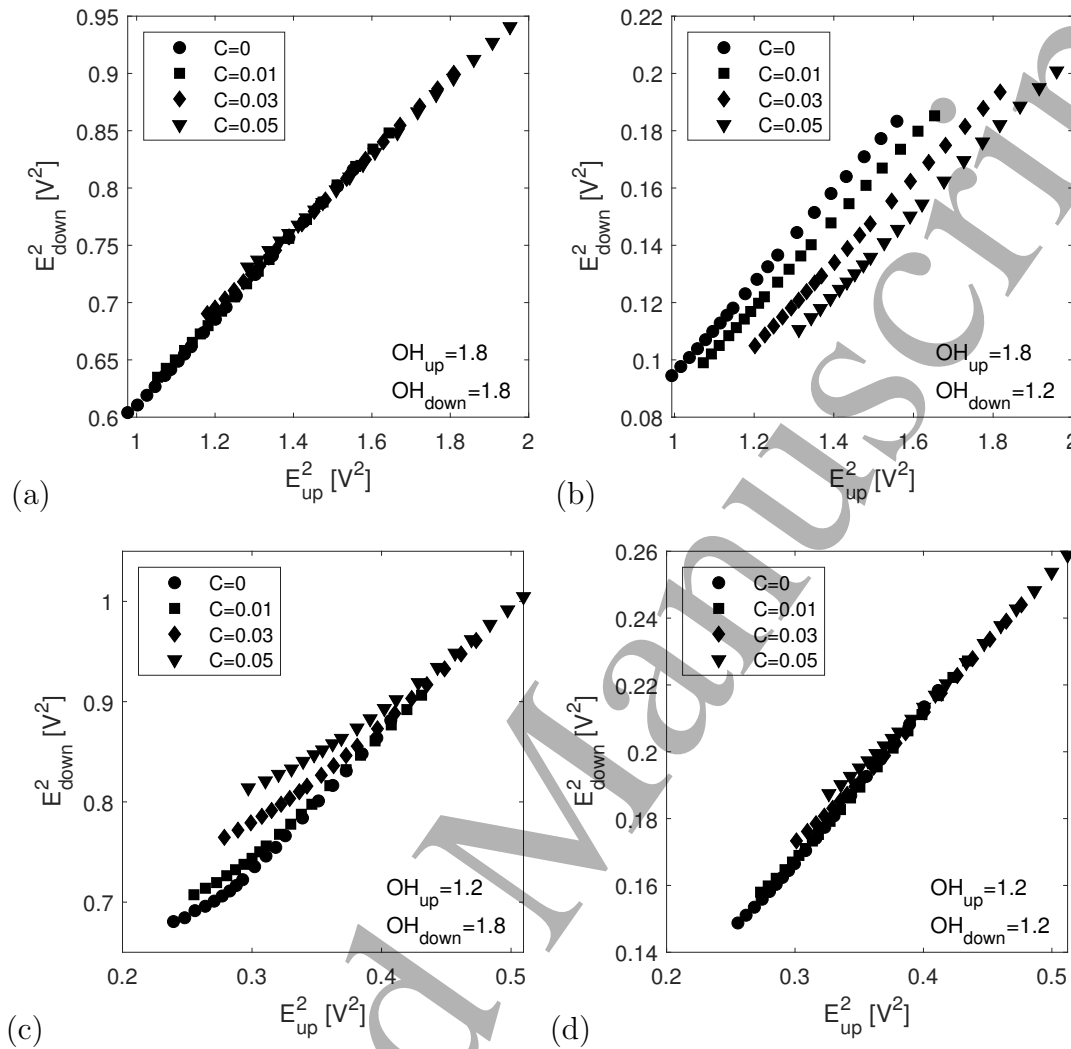 0.95
0.9
0.85
0.8
0.75
0.7
0.65
0.6
1 1.2 1.4 1.6 1.8 2
E²down [V²]
E²up [V²]
C=0
C=0.01
C=0.03
C=0.05
OHup=1.8
OHdown=1.8
(a)
0.22
0.2
0.18
0.16
0.14
0.12
0.1
0.08
1 1.2 1.4 1.6 1.8 2
E²down [V²]
E²up [V²]
C=0
C=0.01
C=0.03
C=0.05
OHup=1.8
OHdown=1.2
(b)
1
0.9
0.8
0.7
0.2 0.3 0.4 0.5
E²down [V²]
E²up [V²]
C=0
C=0.01
C=0.03
C=0.05
OHup=1.2
OHdown=1.8
(c)
0.26
0.24
0.22
0.2
0.18
0.16
0.14
0.2 0.3 0.4 0.5
E²down [V²]
E²up [V²]
C=0
C=0.01
C=0.03
C=0.05
OHup=1.2
OHdown=1.2
(d)
d Manuscri